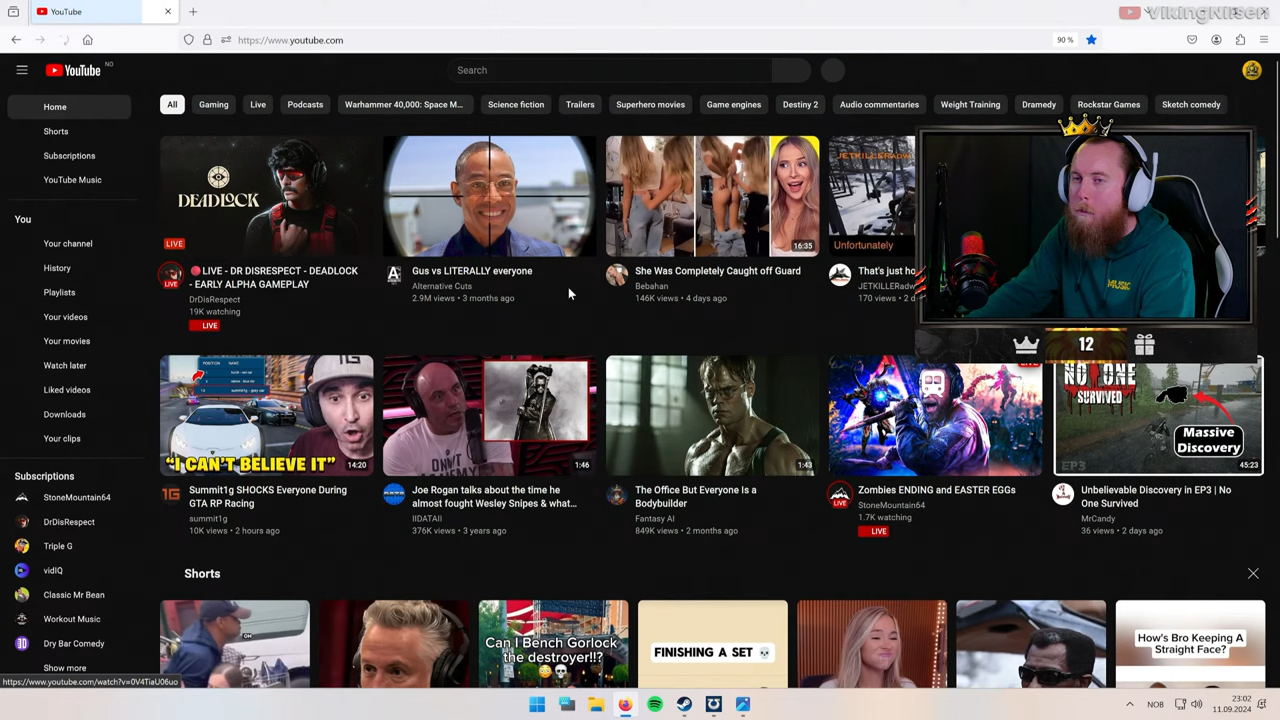 YouTube
VikingNilsen
https://www.youtube.com
90 %
YouTube
NO
Search
Home
Shorts
Subscriptions
YouTube Music
You
Your channel
History
Playlists
Your videos
Your movies
Watch later
Liked videos
Downloads
Your clips
Subscriptions
StoneMountain64
DrDisRespect
Triple G
vidIQ
Classic Mr Bean
Workout Music
Dry Bar Comedy
Show more
All
Gaming
Live
Podcasts
Warhammer 40,000: Space M...
Science fiction
Trailers
Superhero movies
Game engines
Destiny 2
Audio commentaries
Weight Training
Dramedy
Rockstar Games
Sketch comedy
DEADLOCK
LIVE
LIVE - DR DISRESPECT - DEADLOCK
- EARLY ALPHA GAMEPLAY
DrDisRespect
19K watching
LIVE
Gus vs LITERALLY everyone
Alternative Cuts
2.9M views • 3 months ago
16:35
She Was Completely Caught off Guard
Bebahan
146K views • 4 days ago
Unfortunately
That's just ho
JETKILLERadw
170 views • 2 d
MUSIC
12
"I CAN'T BELIEVE IT"
14:20
Summit1g SHOCKS Everyone During
GTA RP Racing
summit1g
10K views • 2 hours ago
1:46
Joe Rogan talks about the time he
almost fought Wesley Snipes & what...
IIDATAII
376K views • 3 years ago
1:43
The Office But Everyone Is a
Bodybuilder
Fantasy AI
849K views • 2 months ago
Zombies ENDING and EASTER EGGs
StoneMountain64
1.7K watching
LIVE
NO ONE
SURVIVED
Massive
Discovery
EP3
45:23
Unbelievable Discovery in EP3 | No
One Survived
MrCandy
36 views • 2 days ago
Shorts
Can I Bench Gorlock
the destroyer!!?
FINISHING A SET
How's Bro Keeping A
Straight Face?
https://www.youtube.com/watch?v=0V4TiaU06uo
NOB
23:02
11.09.2024